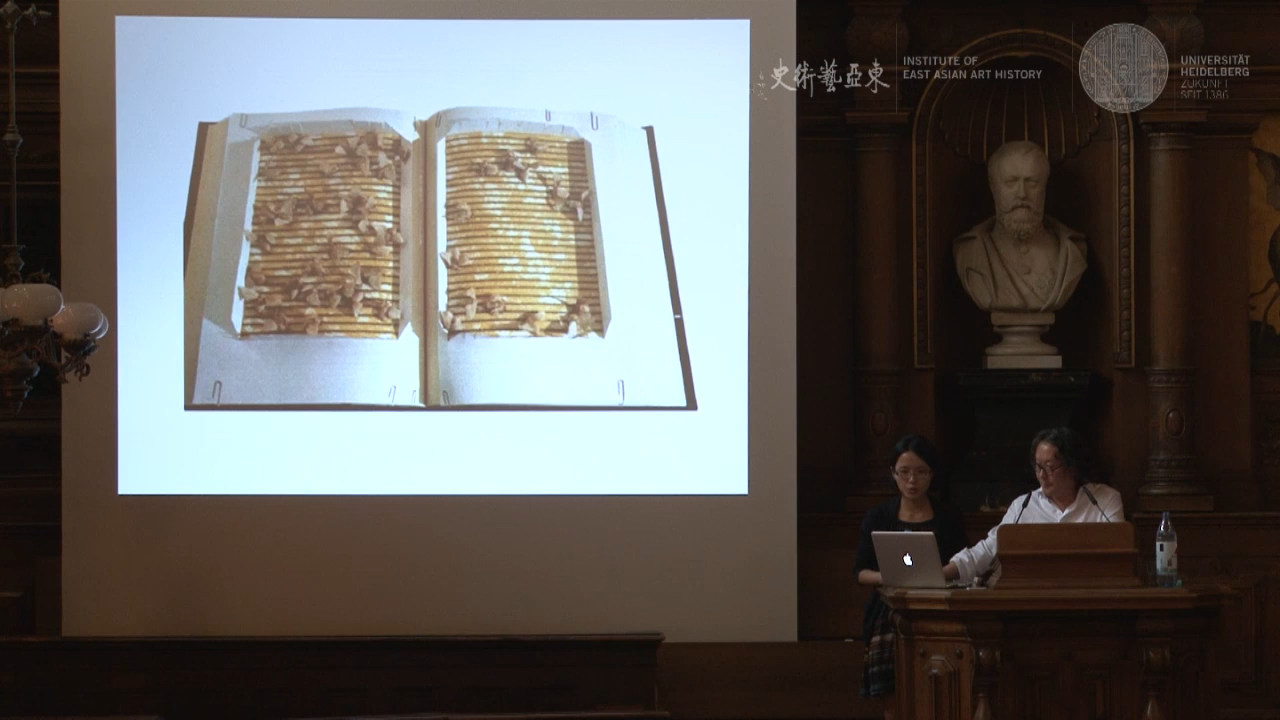 史術藝亞東
INSTITUTE OF
EAST ASIAN ART HISTORY
UNIVERSITÄT
HEIDELBERG
ZUKUNFT
SEIT 1386